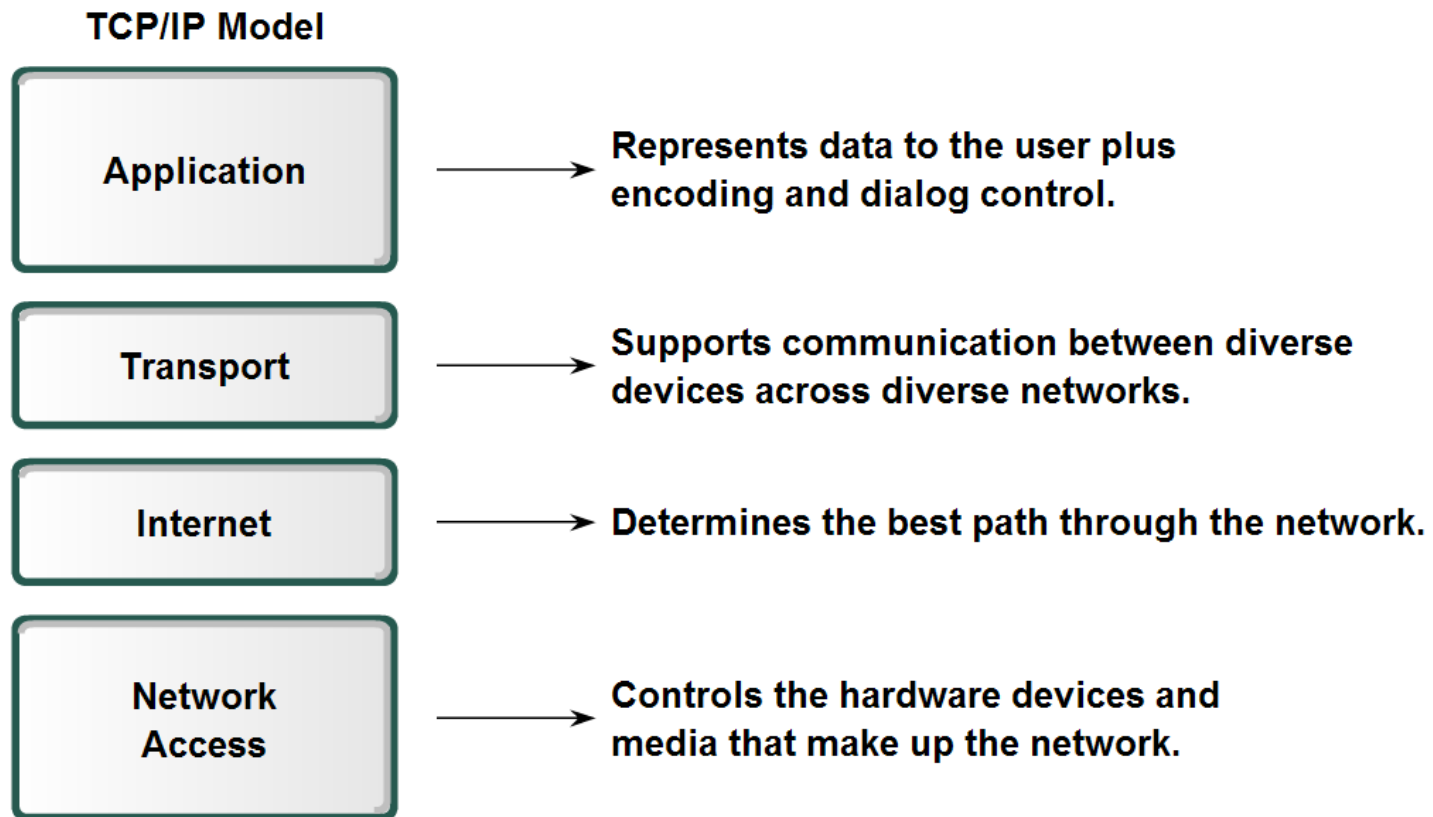 TCP/IP Model
Application
Represents data to the user plus
encoding and dialog control.
Transport
Supports communication between diverse
devices across diverse networks.
Internet
Determines the best path through the network.
Network
Access
Controls the hardware devices and
media that make up the network.